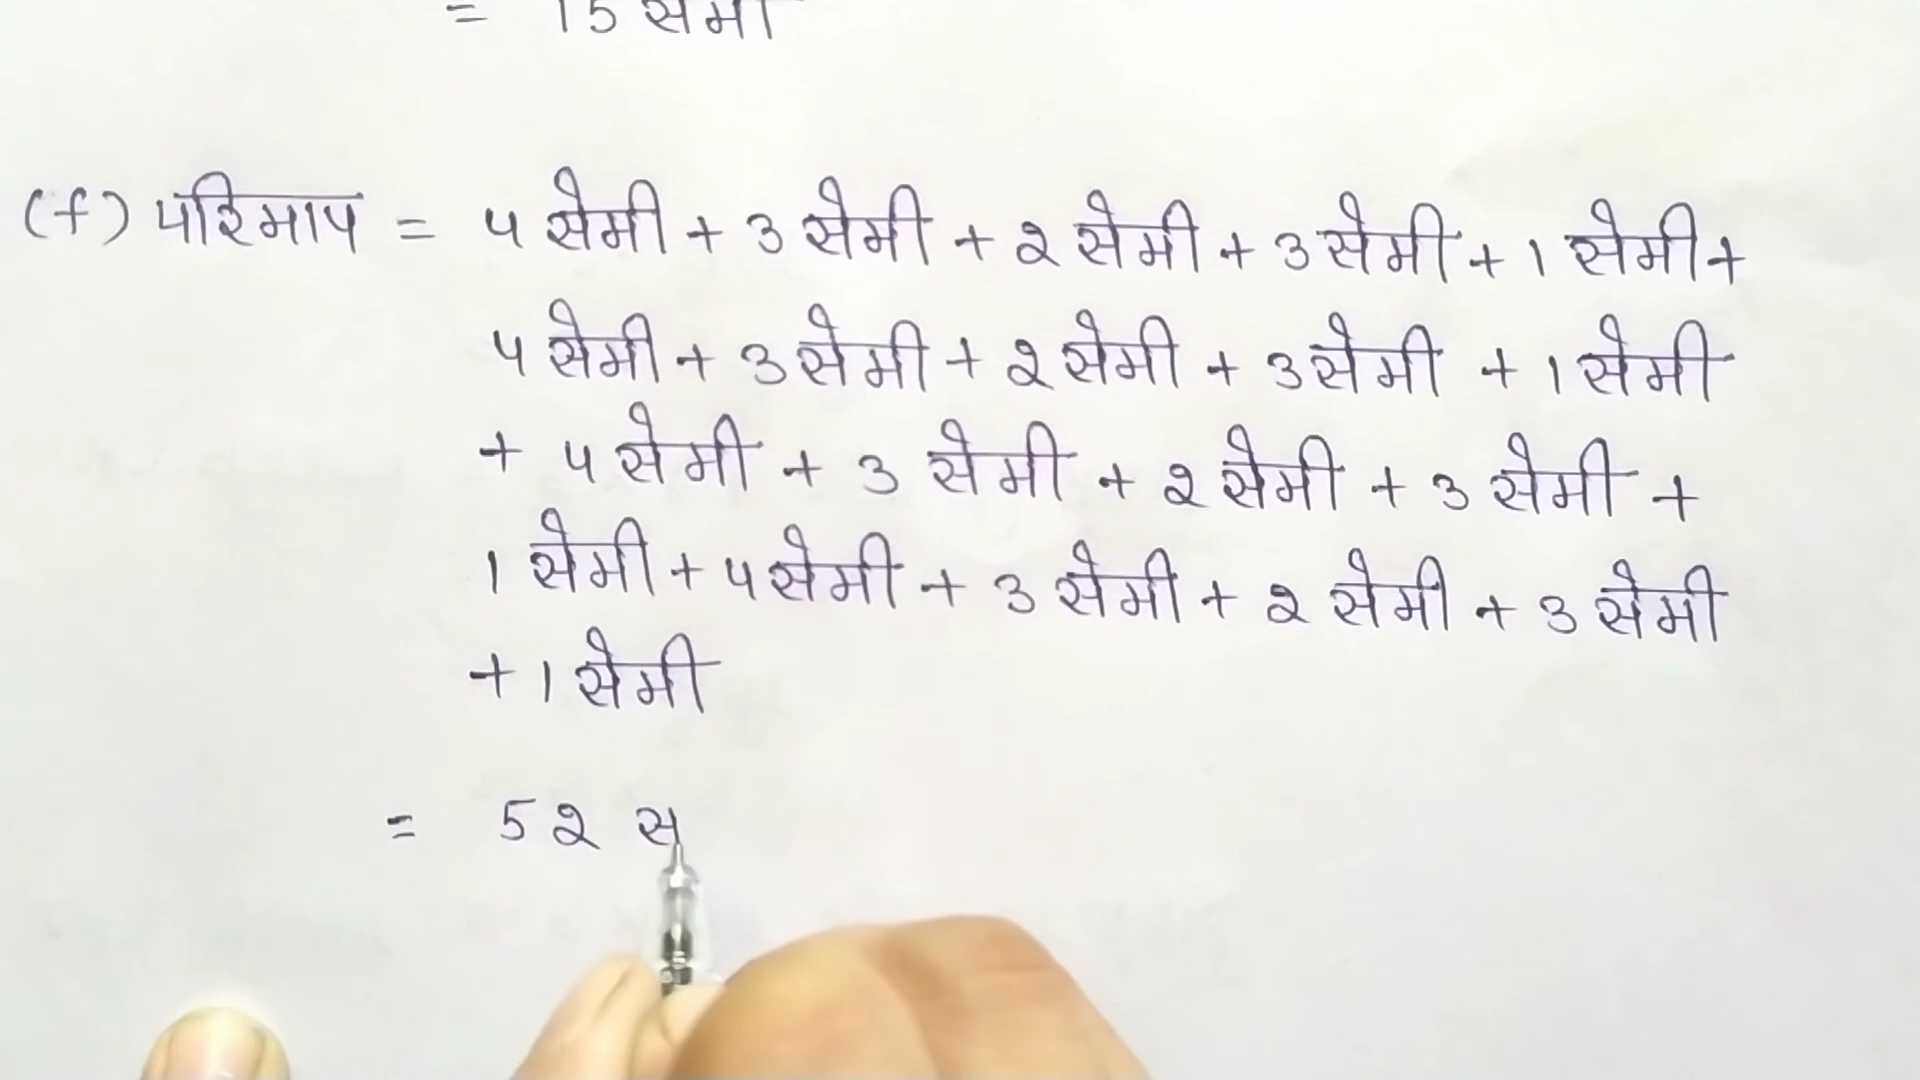 = 15 सेमी
(f) परिमाप = 4 सेमी + 3 सेमी + 2 सेमी + 3 सेमी + 1 सेमी +
4 सेमी + 3 सेमी + 2 सेमी + 3 सेमी + 1 सेमी
+ 4 सेमी + 3 सेमी + 2 सेमी + 3 सेमी +
1 सेमी + 4 सेमी + 3 सेमी + 2 सेमी + 3 सेमी
+ 1 सेमी
= 52 स